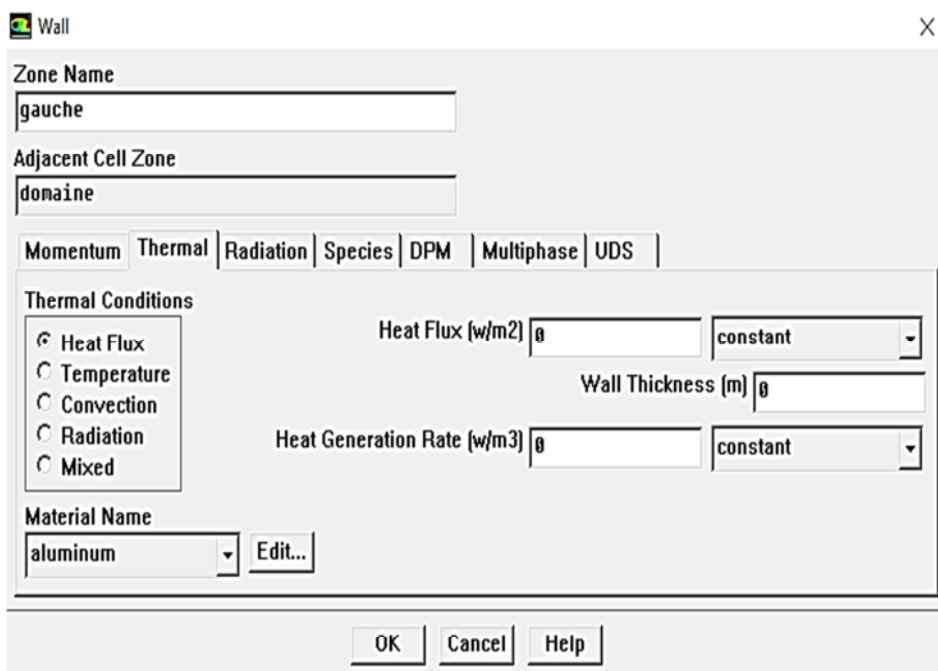 Wall
X
Zone Name
gauche
Adjacent Cell Zone
domaine
Momentum Thermal Radiation Species DPM Multiphase UDS
Thermal Conditions
Heat Flux
Temperature
Convection
Radiation
Mixed
Heat Flux (w/m2) 0 constant
Wall Thickness (m) 0
Heat Generation Rate (w/m3) 0 constant
Material Name
aluminum Edit...
OK Cancel Help